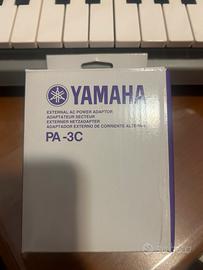 YAMAHA
EXTERNAL AC POWER ADAPTOR
ADAPTATEUR SECTEUR
EXTERNER NETZADAPTER
ADAPTADOR EXTERNO DE CORRIENTE ALTERNA
PA-3C